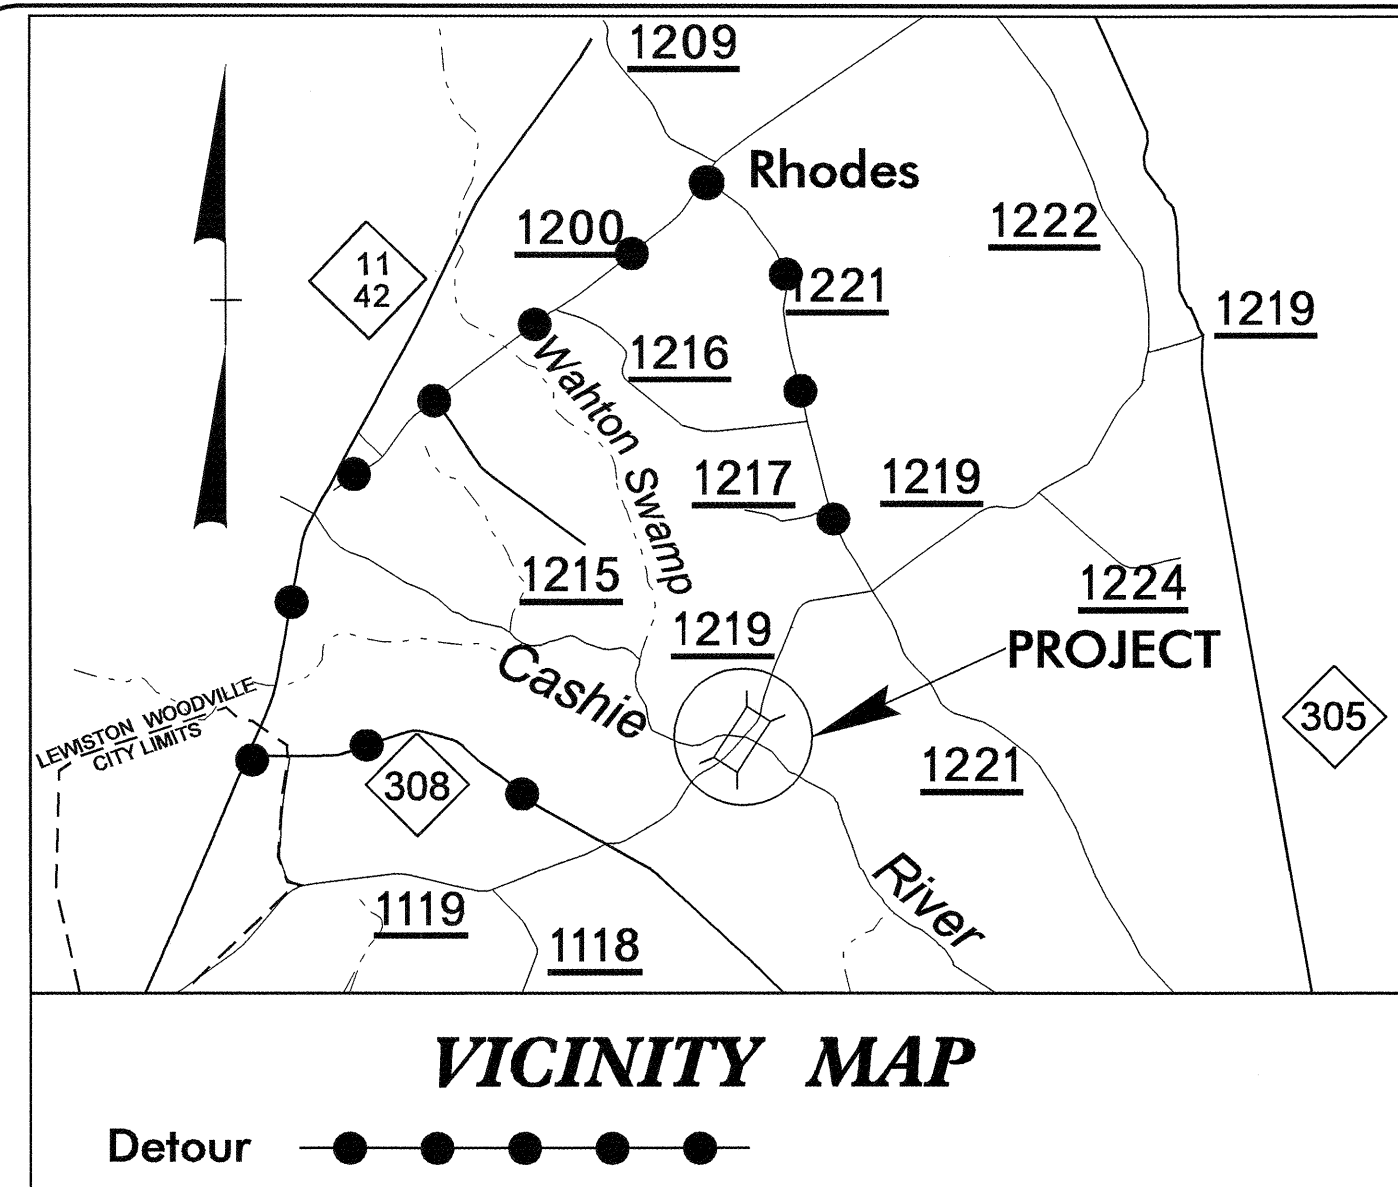 1209
Rhodes
1200
1222
11
42
1221
1219
1216
Wahton Swamp
1217
1219
1215
1224
1219
PROJECT
Cashie
LEWISTON WOODVILLE
CITY LIMITS
305
308
1221
River
1119
1118
VICINITY MAP
Detour